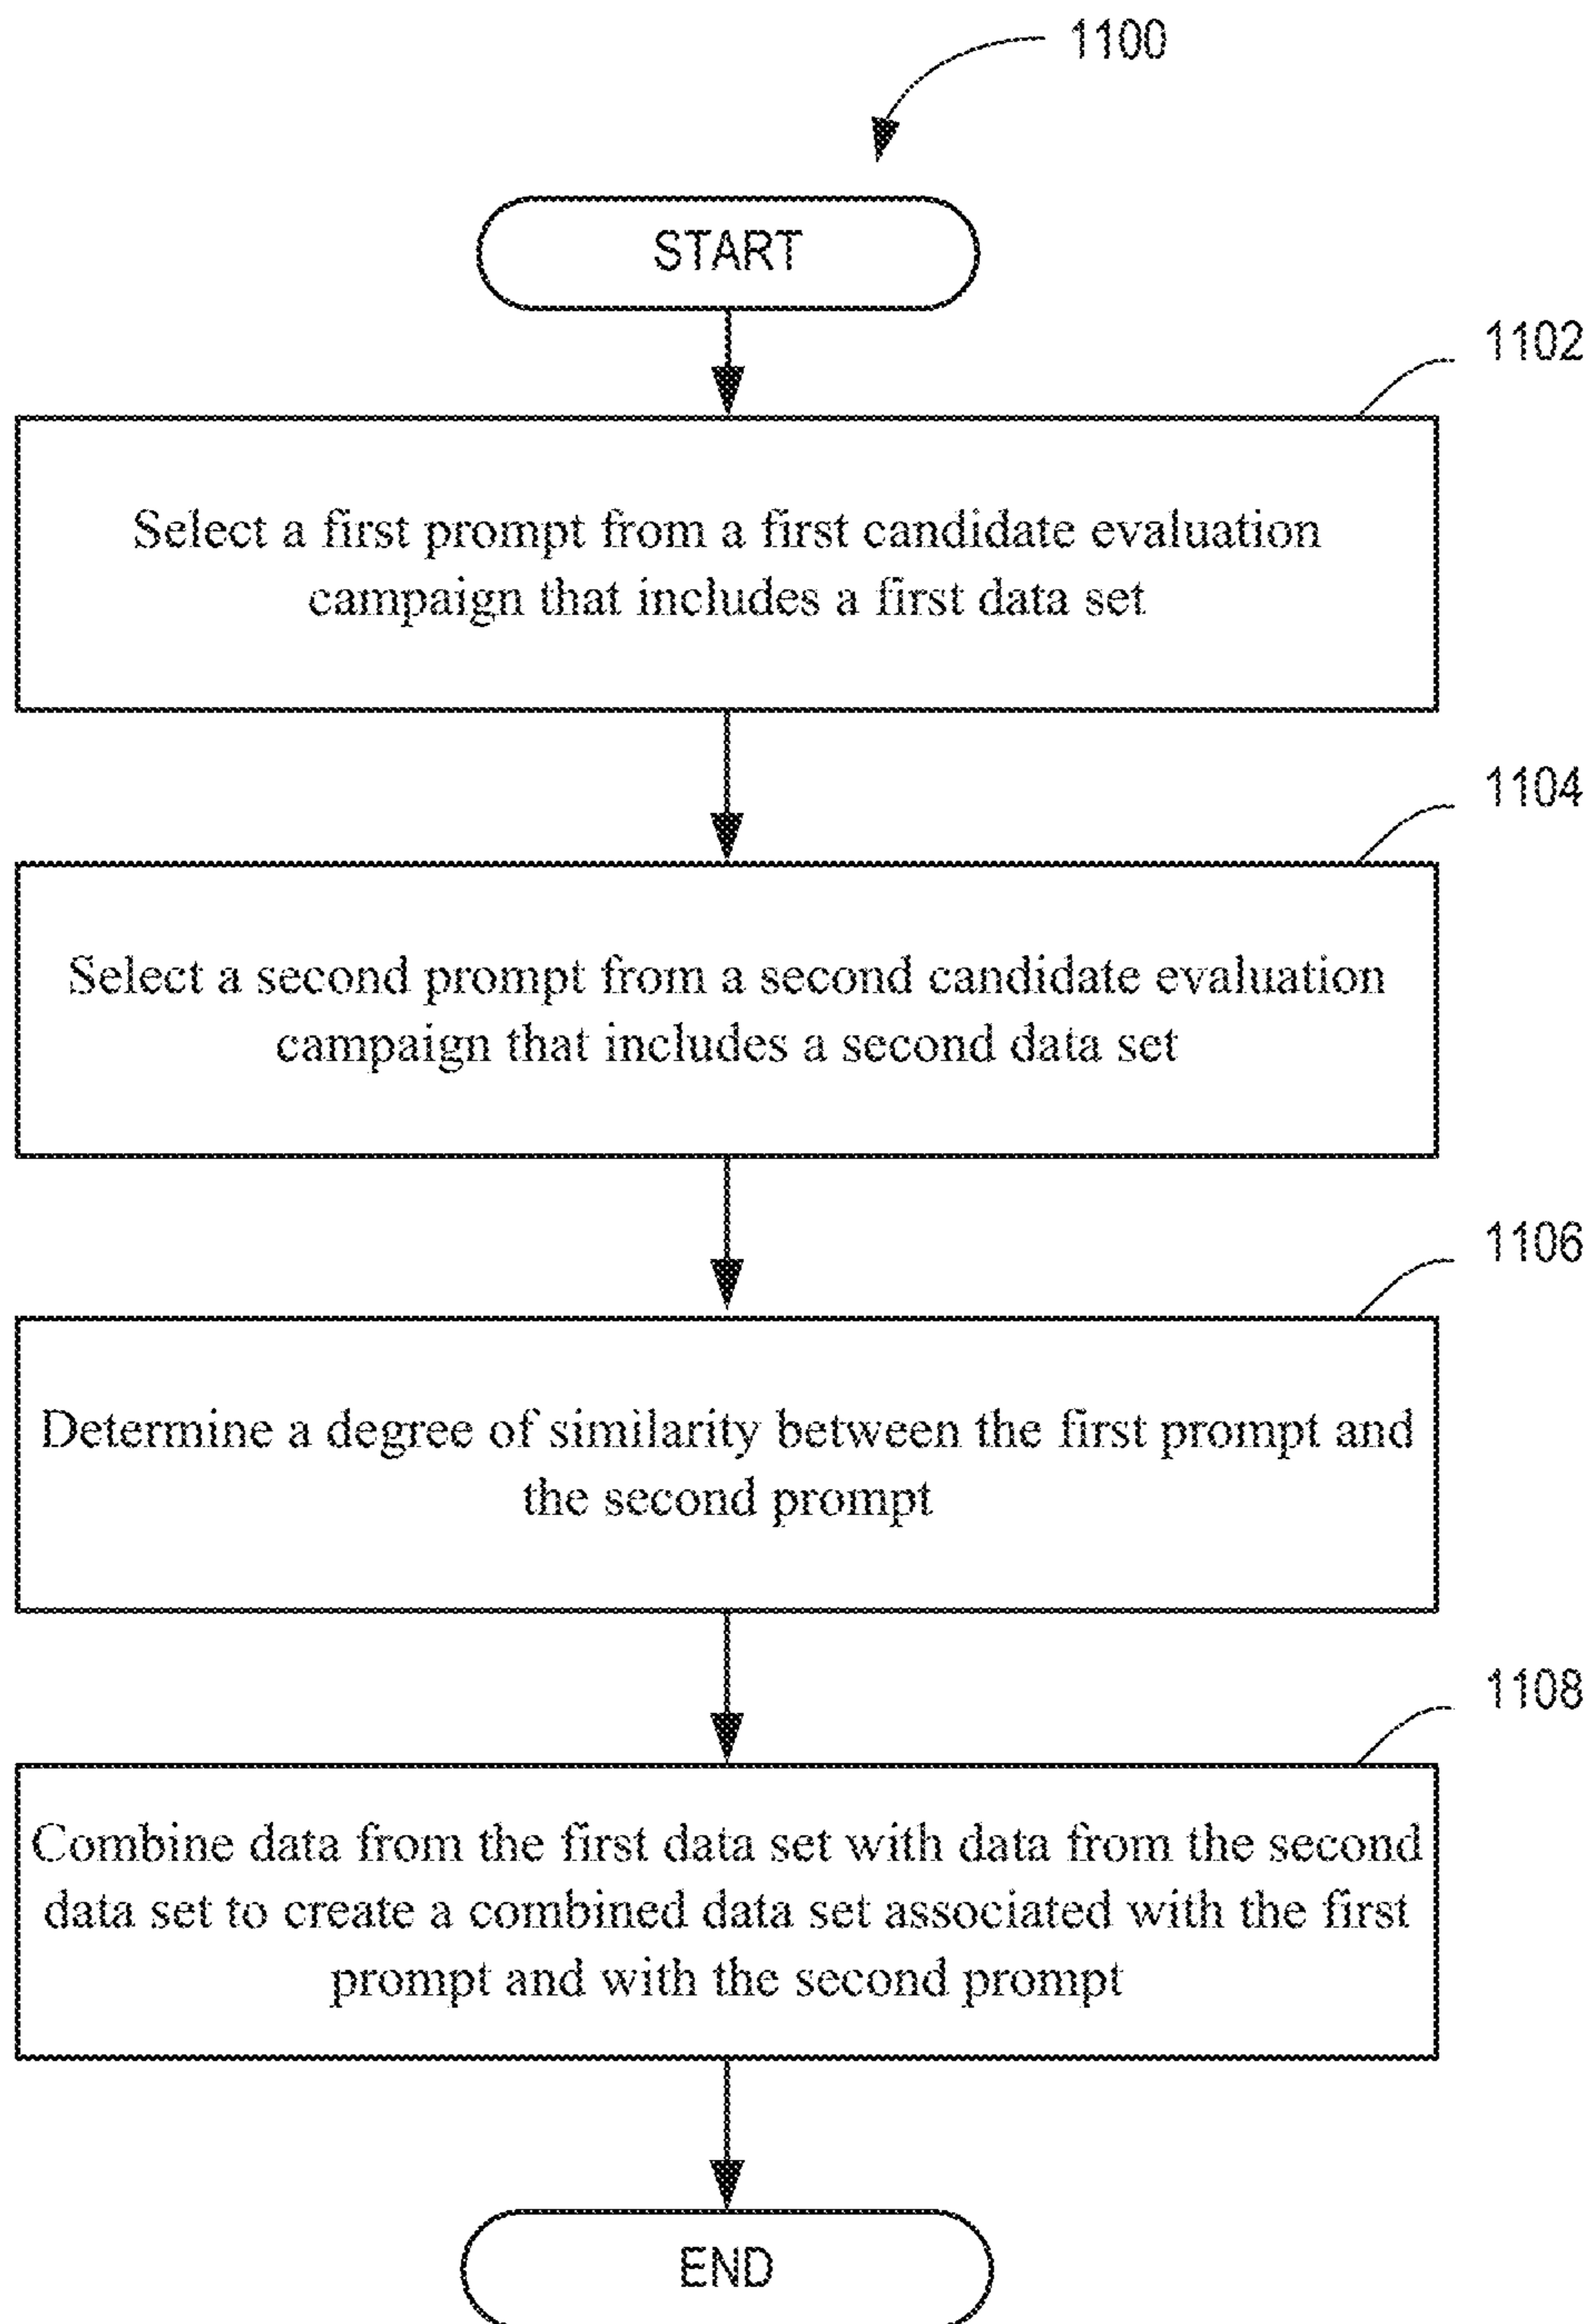 1100
START
1102
Select a first prompt from a first candidate evaluation
campaign that includes a first data set
1104
Select a second prompt from a second candidate evaluation
campaign that includes a second data set
1106
Determine a degree of similarity between the first prompt and
the second prompt
1108
Combine data from the first data set with data from the second
data set to create a combined data set associated with the first
prompt and with the second prompt
END